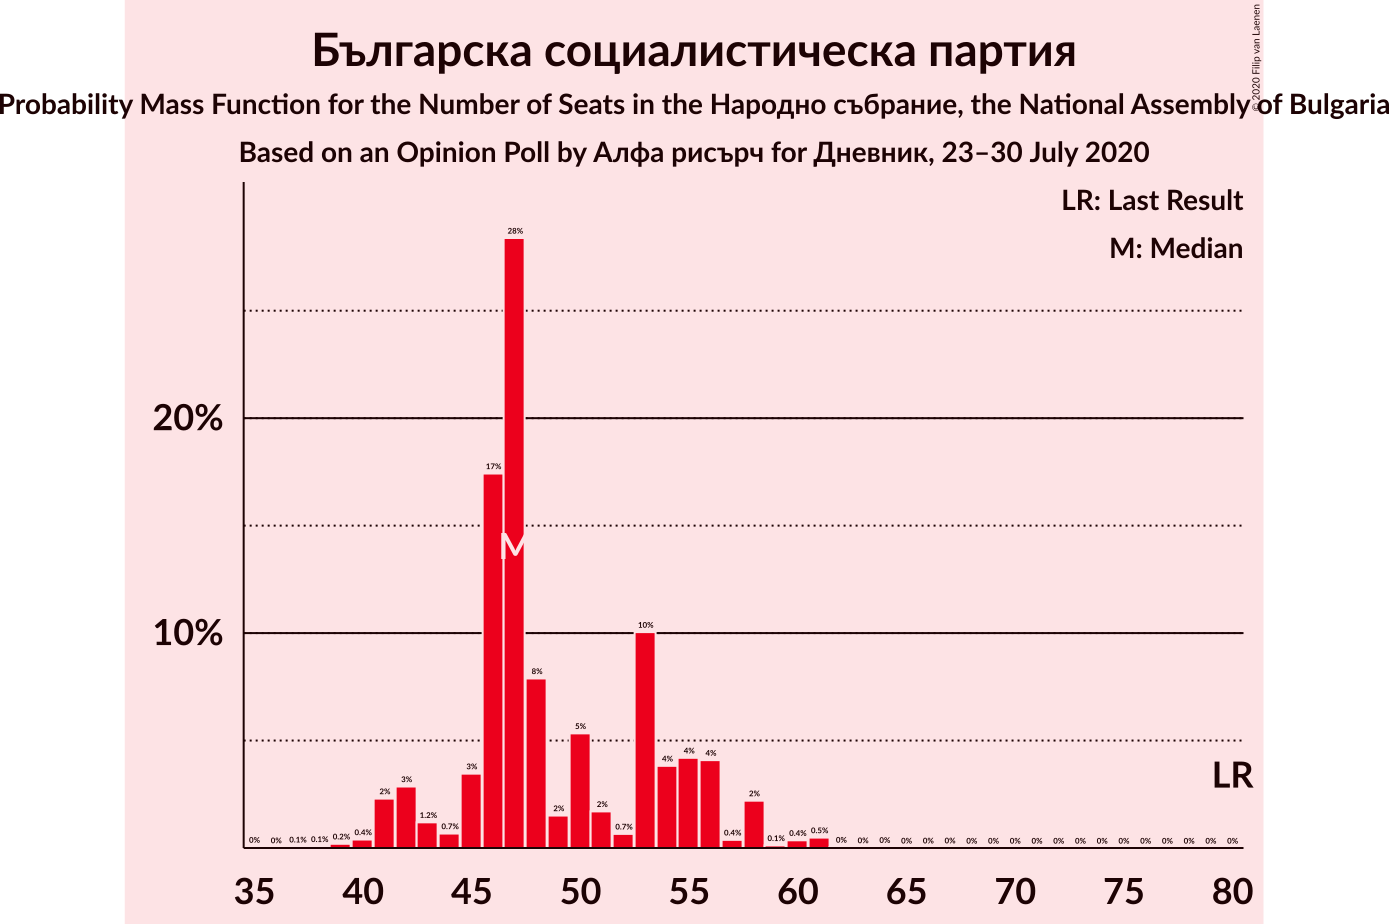 Българска социалистическа партия
© 2020 Filip van Laenen
Probability Mass Function for the Number of Seats in the Народно събрание, the National Assembly of Bulgaria
Based on an Opinion Poll by Алфа рисърч for Дневник, 23–30 July 2020
LR: Last Result
M: Median
28%
20%
17%
M
10%
10%
8%
5%
4% 4% 4%
LR
3%
3%
2%
2%
2%
2%
1.2%
0.7%
0.7%
0% 0% 0.1% 0.1% 0.2% 0.4%
0.4% 0.1% 0.4% 0.5% 0% 0% 0% 0% 0% 0% 0% 0% 0% 0% 0% 0% 0% 0% 0% 0% 0% 0% 0%
35 40 45 50 55 60 65 70 75 80